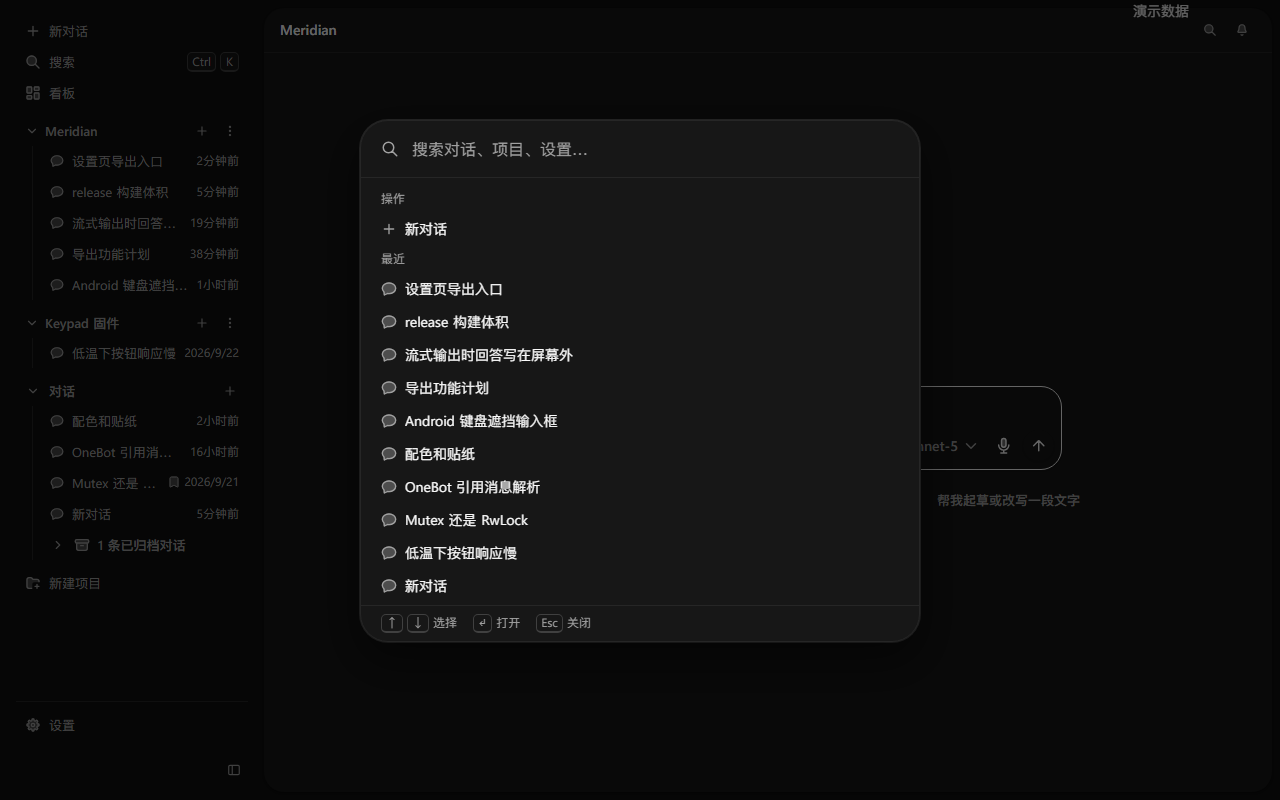 新对话
搜索 Ctrl K
看板
Meridian
设置页导出入口 2分钟前
release 构建体积 5分钟前
流式输出时回答… 19分钟前
导出功能计划 38分钟前
Android 键盘遮挡… 1小时前
Keypad 固件
低温下按钮响应慢 2026/9/22
对话
配色和贴纸 2小时前
OneBot 引用消… 16小时前
Mutex 还是 … 2026/9/21
新对话 5分钟前
1 条已归档对话
新建项目
设置
Meridian
演示数据
搜索对话、项目、设置…
操作
新对话
最近
设置页导出入口
release 构建体积
流式输出时回答写在屏幕外
导出功能计划
Android 键盘遮挡输入框
配色和贴纸
OneBot 引用消息解析
Mutex 还是 RwLock
低温下按钮响应慢
新对话
↑ ↓ 选择 ↵ 打开 Esc 关闭
net-5
帮我起草或改写一段文字